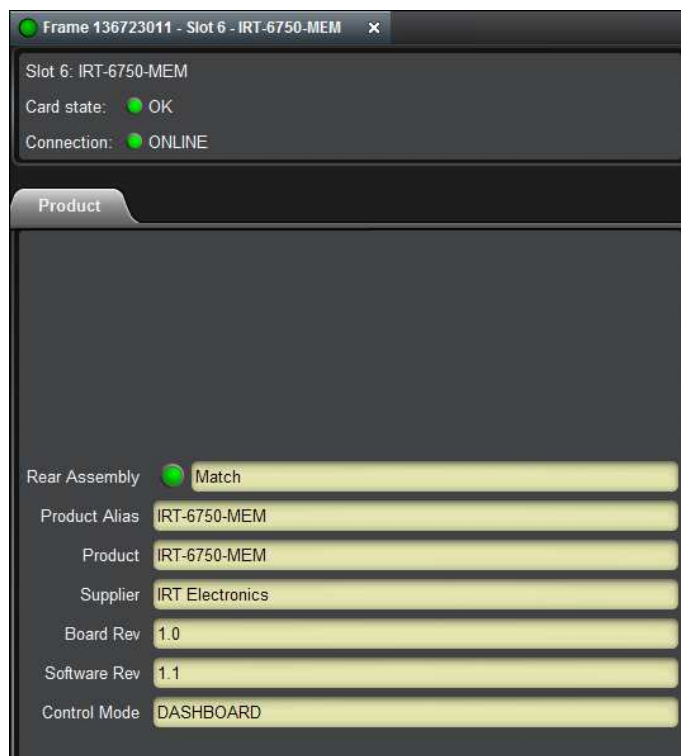 Frame 136723011 - Slot 6 - IRT-6750-MEM x
Slot 6: IRT-6750-MEM
Card state: OK
Connection: ONLINE
Product
Rear Assembly Match
Product Alias IRT-6750-MEM
Product IRT-6750-MEM
Supplier IRT Electronics
Board Rev 1.0
Software Rev 1.1
Control Mode DASHBOARD